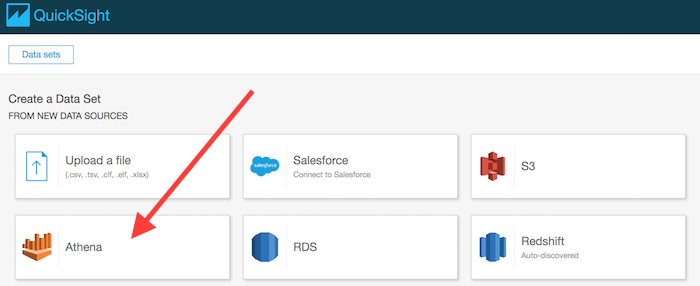 QuickSight
Data sets
Create a Data Set
FROM NEW DATA SOURCES
Upload a file
(.csv, .tsv, .clf, .elf, .xlsx)
salesforce
Salesforce
Connect to Salesforce
S3
Athena
RDS
Redshift
Auto-discovered